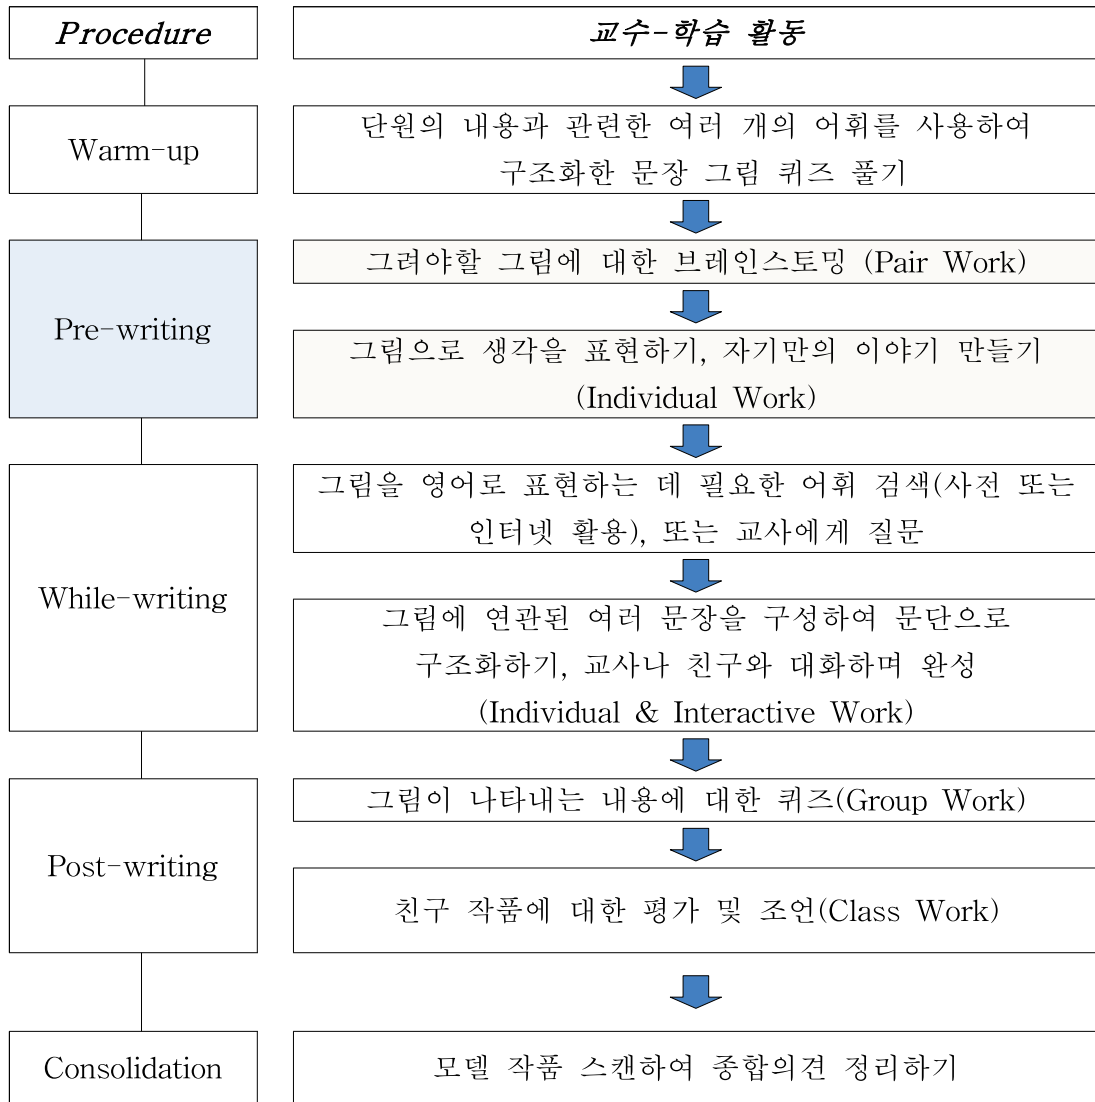 Procedure
교수-학습 활동
Warm-up
단원의 내용과 관련한 여러 개의 어휘를 사용하여
구조화한 문장 그림 퀴즈 풀기
Pre-writing
그려야할 그림에 대한 브레인스토밍 (Pair Work)
그림으로 생각을 표현하기, 자기만의 이야기 만들기
(Individual Work)
While-writing
그림을 영어로 표현하는 데 필요한 어휘 검색(사전 또는
인터넷 활용), 또는 교사에게 질문
그림에 연관된 여러 문장을 구성하여 문단으로
구조화하기, 교사나 친구와 대화하며 완성
(Individual & Interactive Work)
Post-writing
그림이 나타내는 내용에 대한 퀴즈(Group Work)
친구 작품에 대한 평가 및 조언(Class Work)
Consolidation
모델 작품 스캔하여 종합의견 정리하기